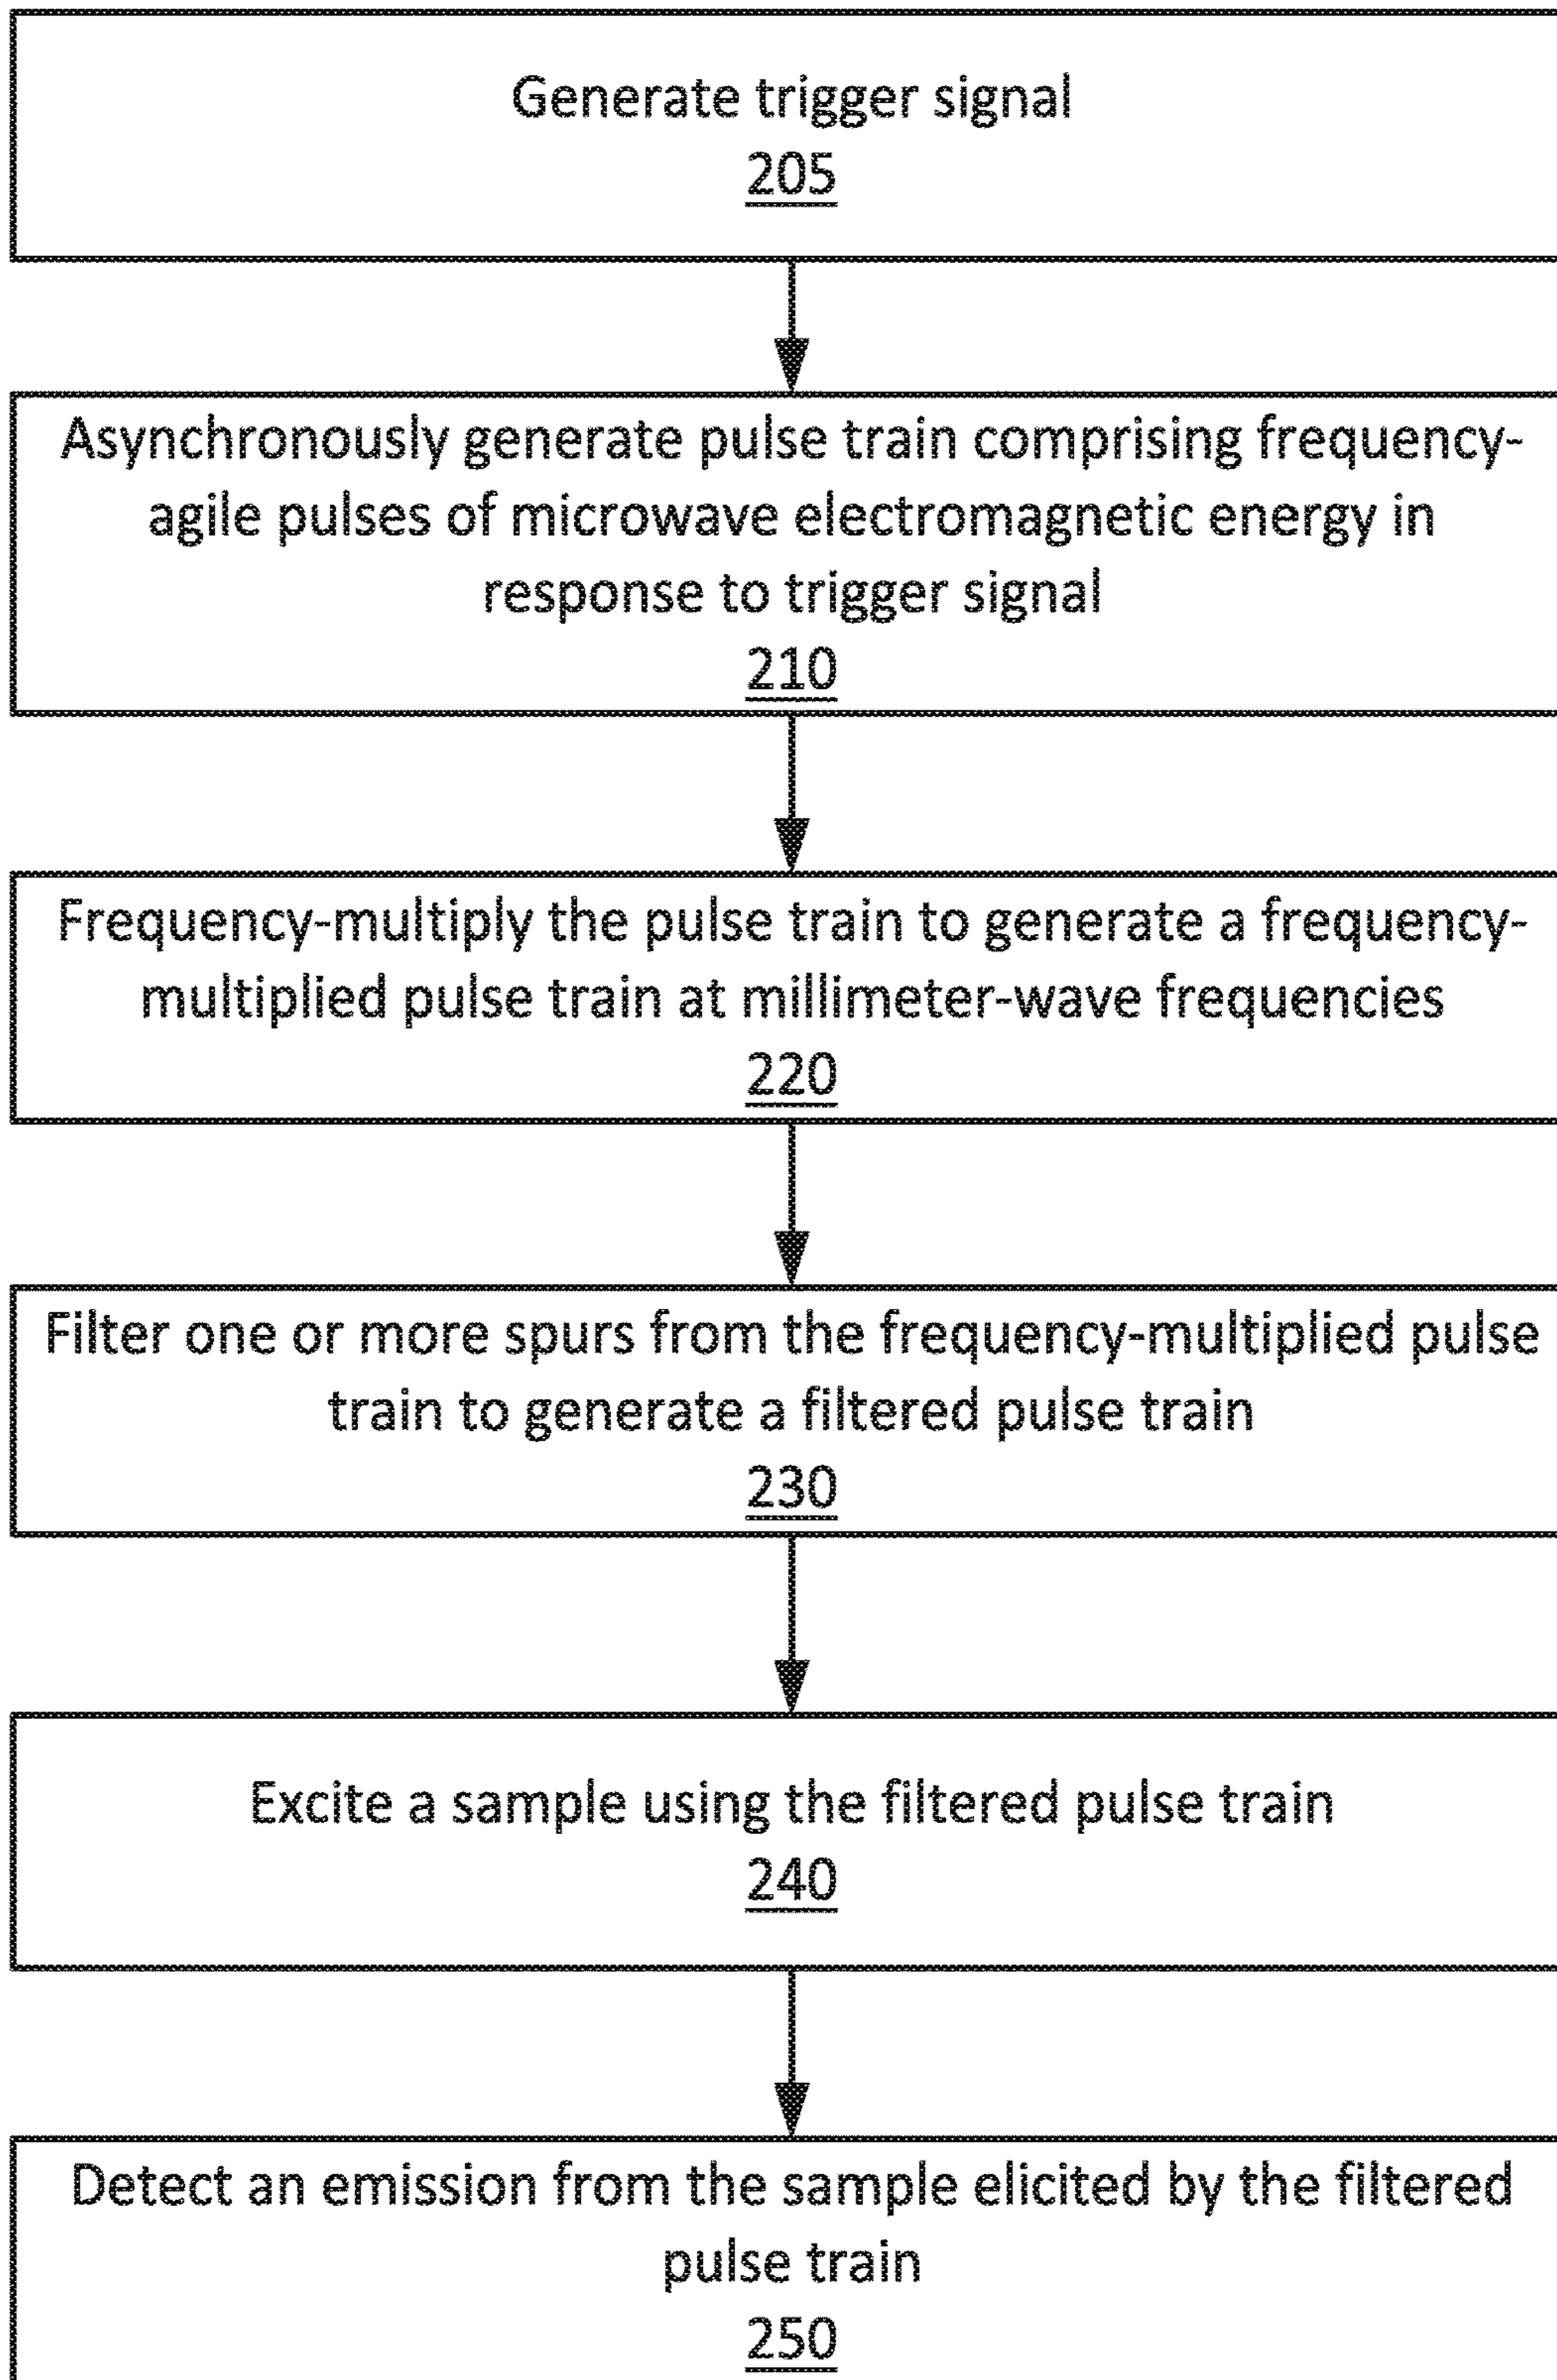 Generate trigger signal
205
Asynchronously generate pulse train comprising frequency-
agile pulses of microwave electromagnetic energy in
response to trigger signal
210
Frequency-multiply the pulse train to generate a frequency-
multiplied pulse train at millimeter-wave frequencies
220
Filter one or more spurs from the frequency-multiplied pulse
train to generate a filtered pulse train
230
Excite a sample using the filtered pulse train
240
Detect an emission from the sample elicited by the filtered
pulse train
250